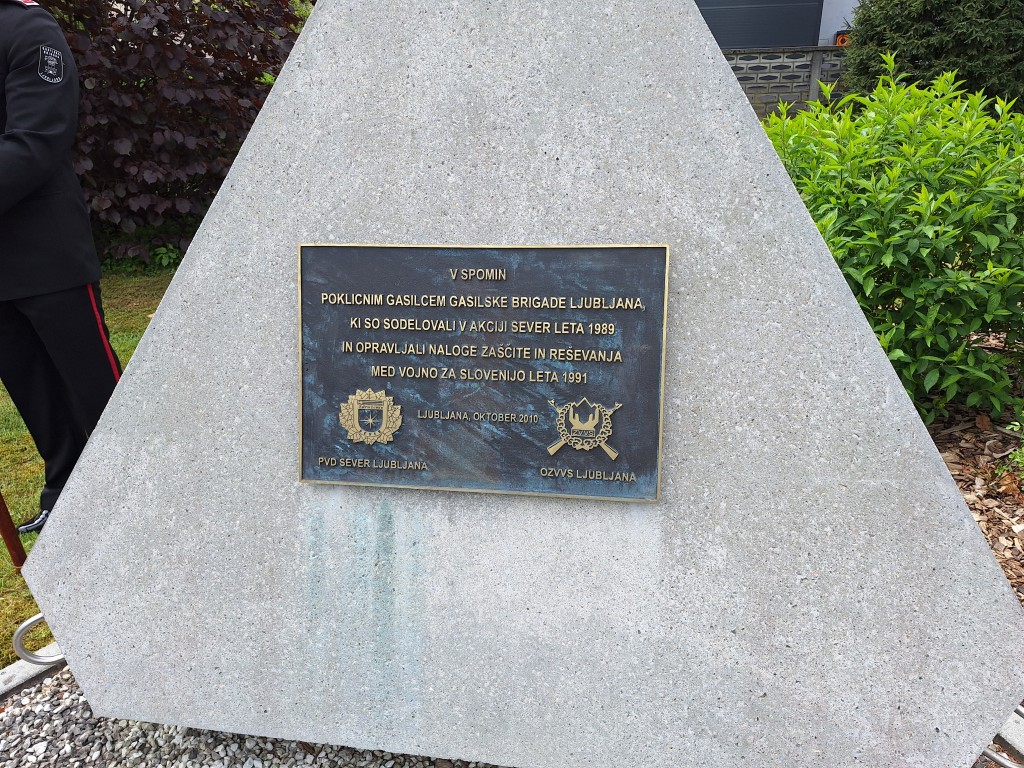 V SPOMIN
POKLICNIM GASILCEM GASILSKE BRIGADE LJUBLJANA,
KI SO SODELOVALI V AKCIJI SEVER LETA 1989
IN OPRAVLJALI NALOGE ZAŠČITE IN REŠEVANJA
MED VOJNO ZA SLOVENIJO LETA 1991
LJUBLJANA, OKTOBER 2010
PVD SEVER LJUBLJANA
OZVVS LJUBLJANA